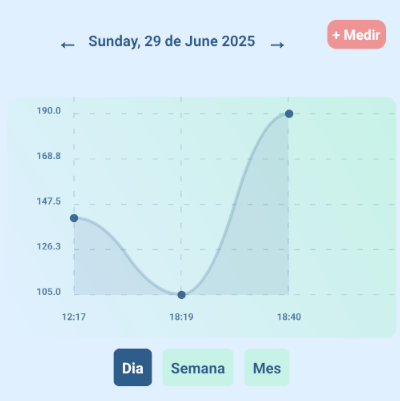 ← Sunday, 29 de June 2025 →
+ Medir
190.0
168.8
147.5
126.3
105.0
12:17 18:19 18:40
Dia Semana Mes